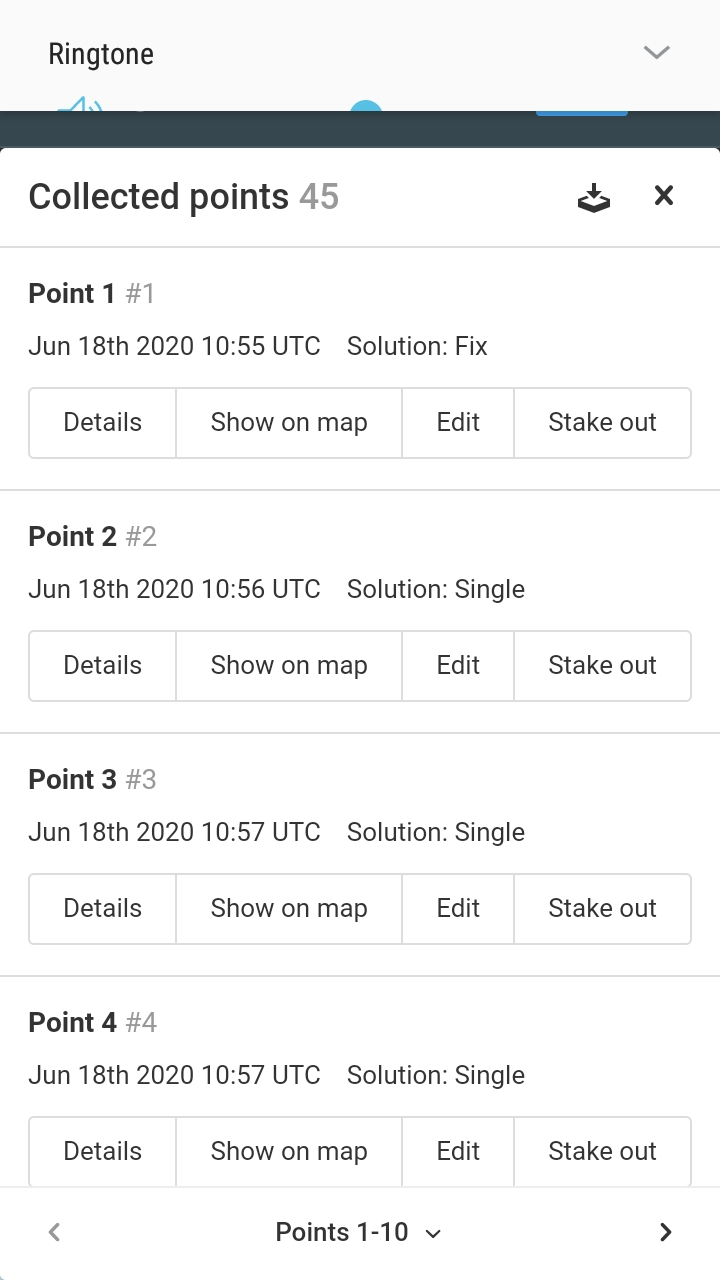 Ringtone
Collected points 45
Point 1 #1
Jun 18th 2020 10:55 UTC Solution: Fix
Details Show on map Edit Stake out
Point 2 #2
Jun 18th 2020 10:56 UTC Solution: Single
Details Show on map Edit Stake out
Point 3 #3
Jun 18th 2020 10:57 UTC Solution: Single
Details Show on map Edit Stake out
Point 4 #4
Jun 18th 2020 10:57 UTC Solution: Single
Details Show on map Edit Stake out
Points 1-10